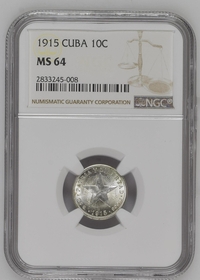 1915 CUBA 10C
MS 64
2833245-008
NUMISMATIC GUARANTY CORPORATION
NGC